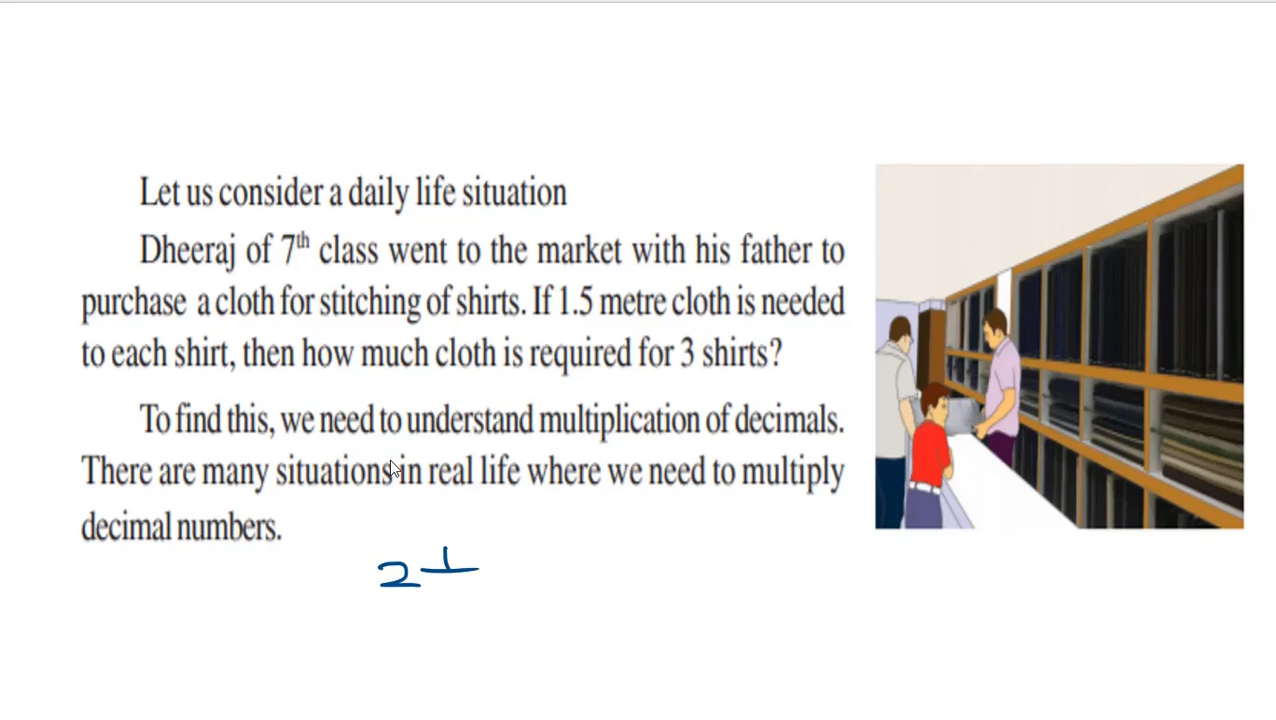 Let us consider a daily life situation
Dheeraj of 7th class went to the market with his father to
purchase a cloth for stitching of shirts. If 1.5 metre cloth is needed
to each shirt, then how much cloth is required for 3 shirts?
To find this, we need to understand multiplication of decimals.
There are many situations in real life where we need to multiply
decimal numbers.
2 1